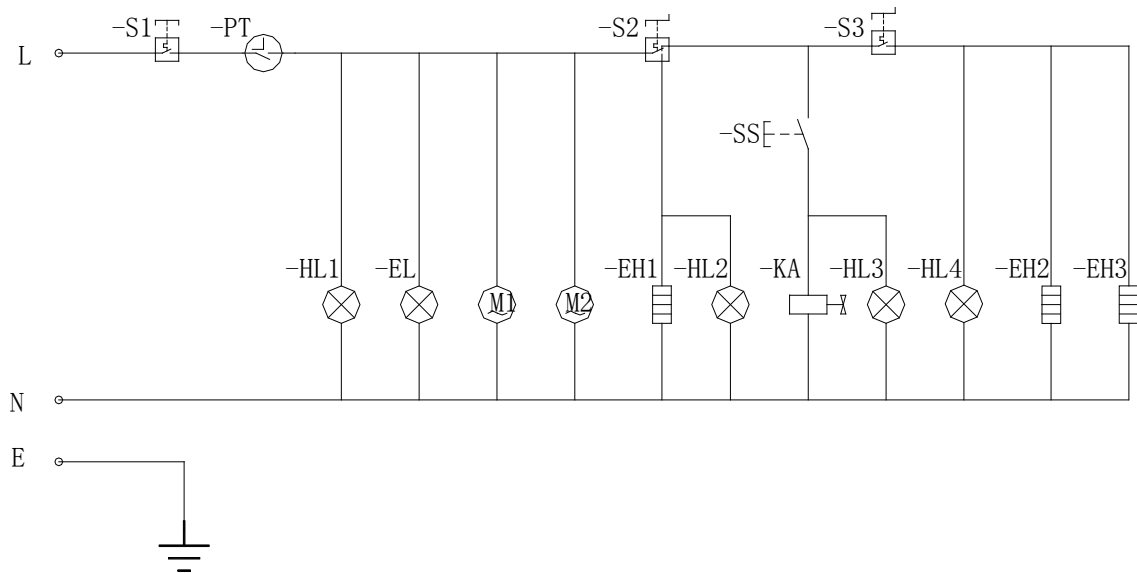 -S1 -PT -S2 -S3
L
-SS
-HL1 -EL -EH1 -HL2 -KA -HL3 -HL4 -EH2 -EH3
M1 M2
N
E